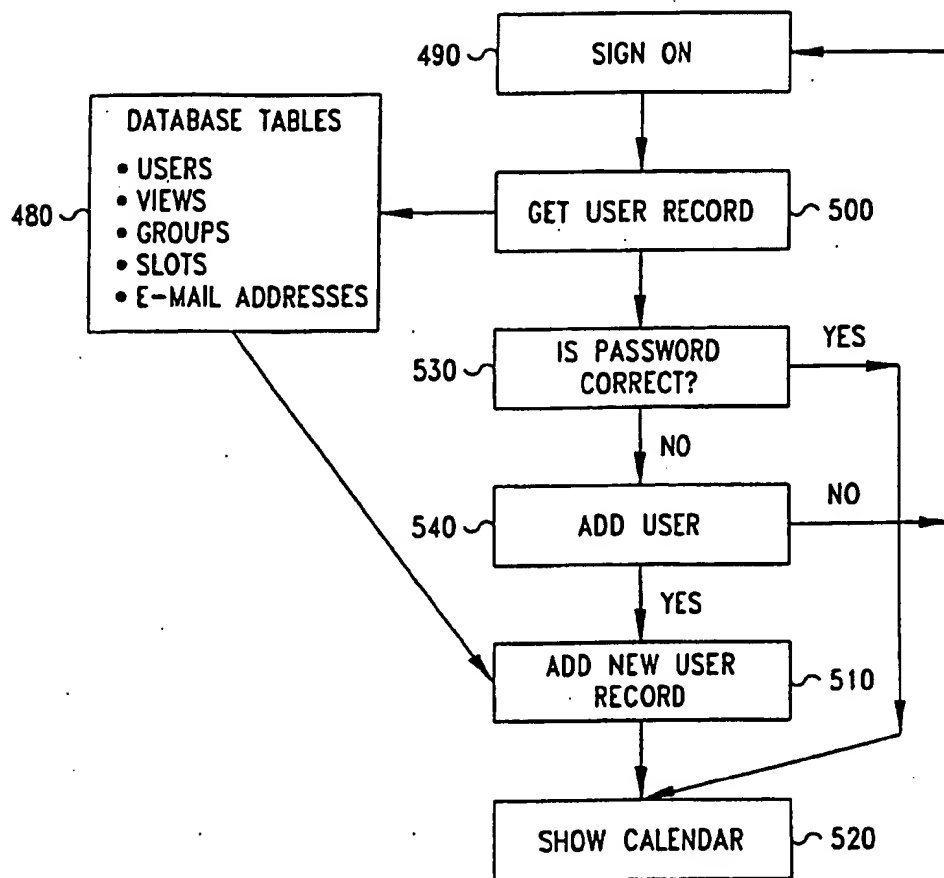 490
SIGN ON
DATABASE TABLES
• USERS
• VIEWS
• GROUPS
• SLOTS
• E-MAIL ADDRESSES
480
GET USER RECORD
500
530
IS PASSWORD
CORRECT?
YES
NO
540
ADD USER
NO
YES
ADD NEW USER
RECORD
510
SHOW CALENDAR
520